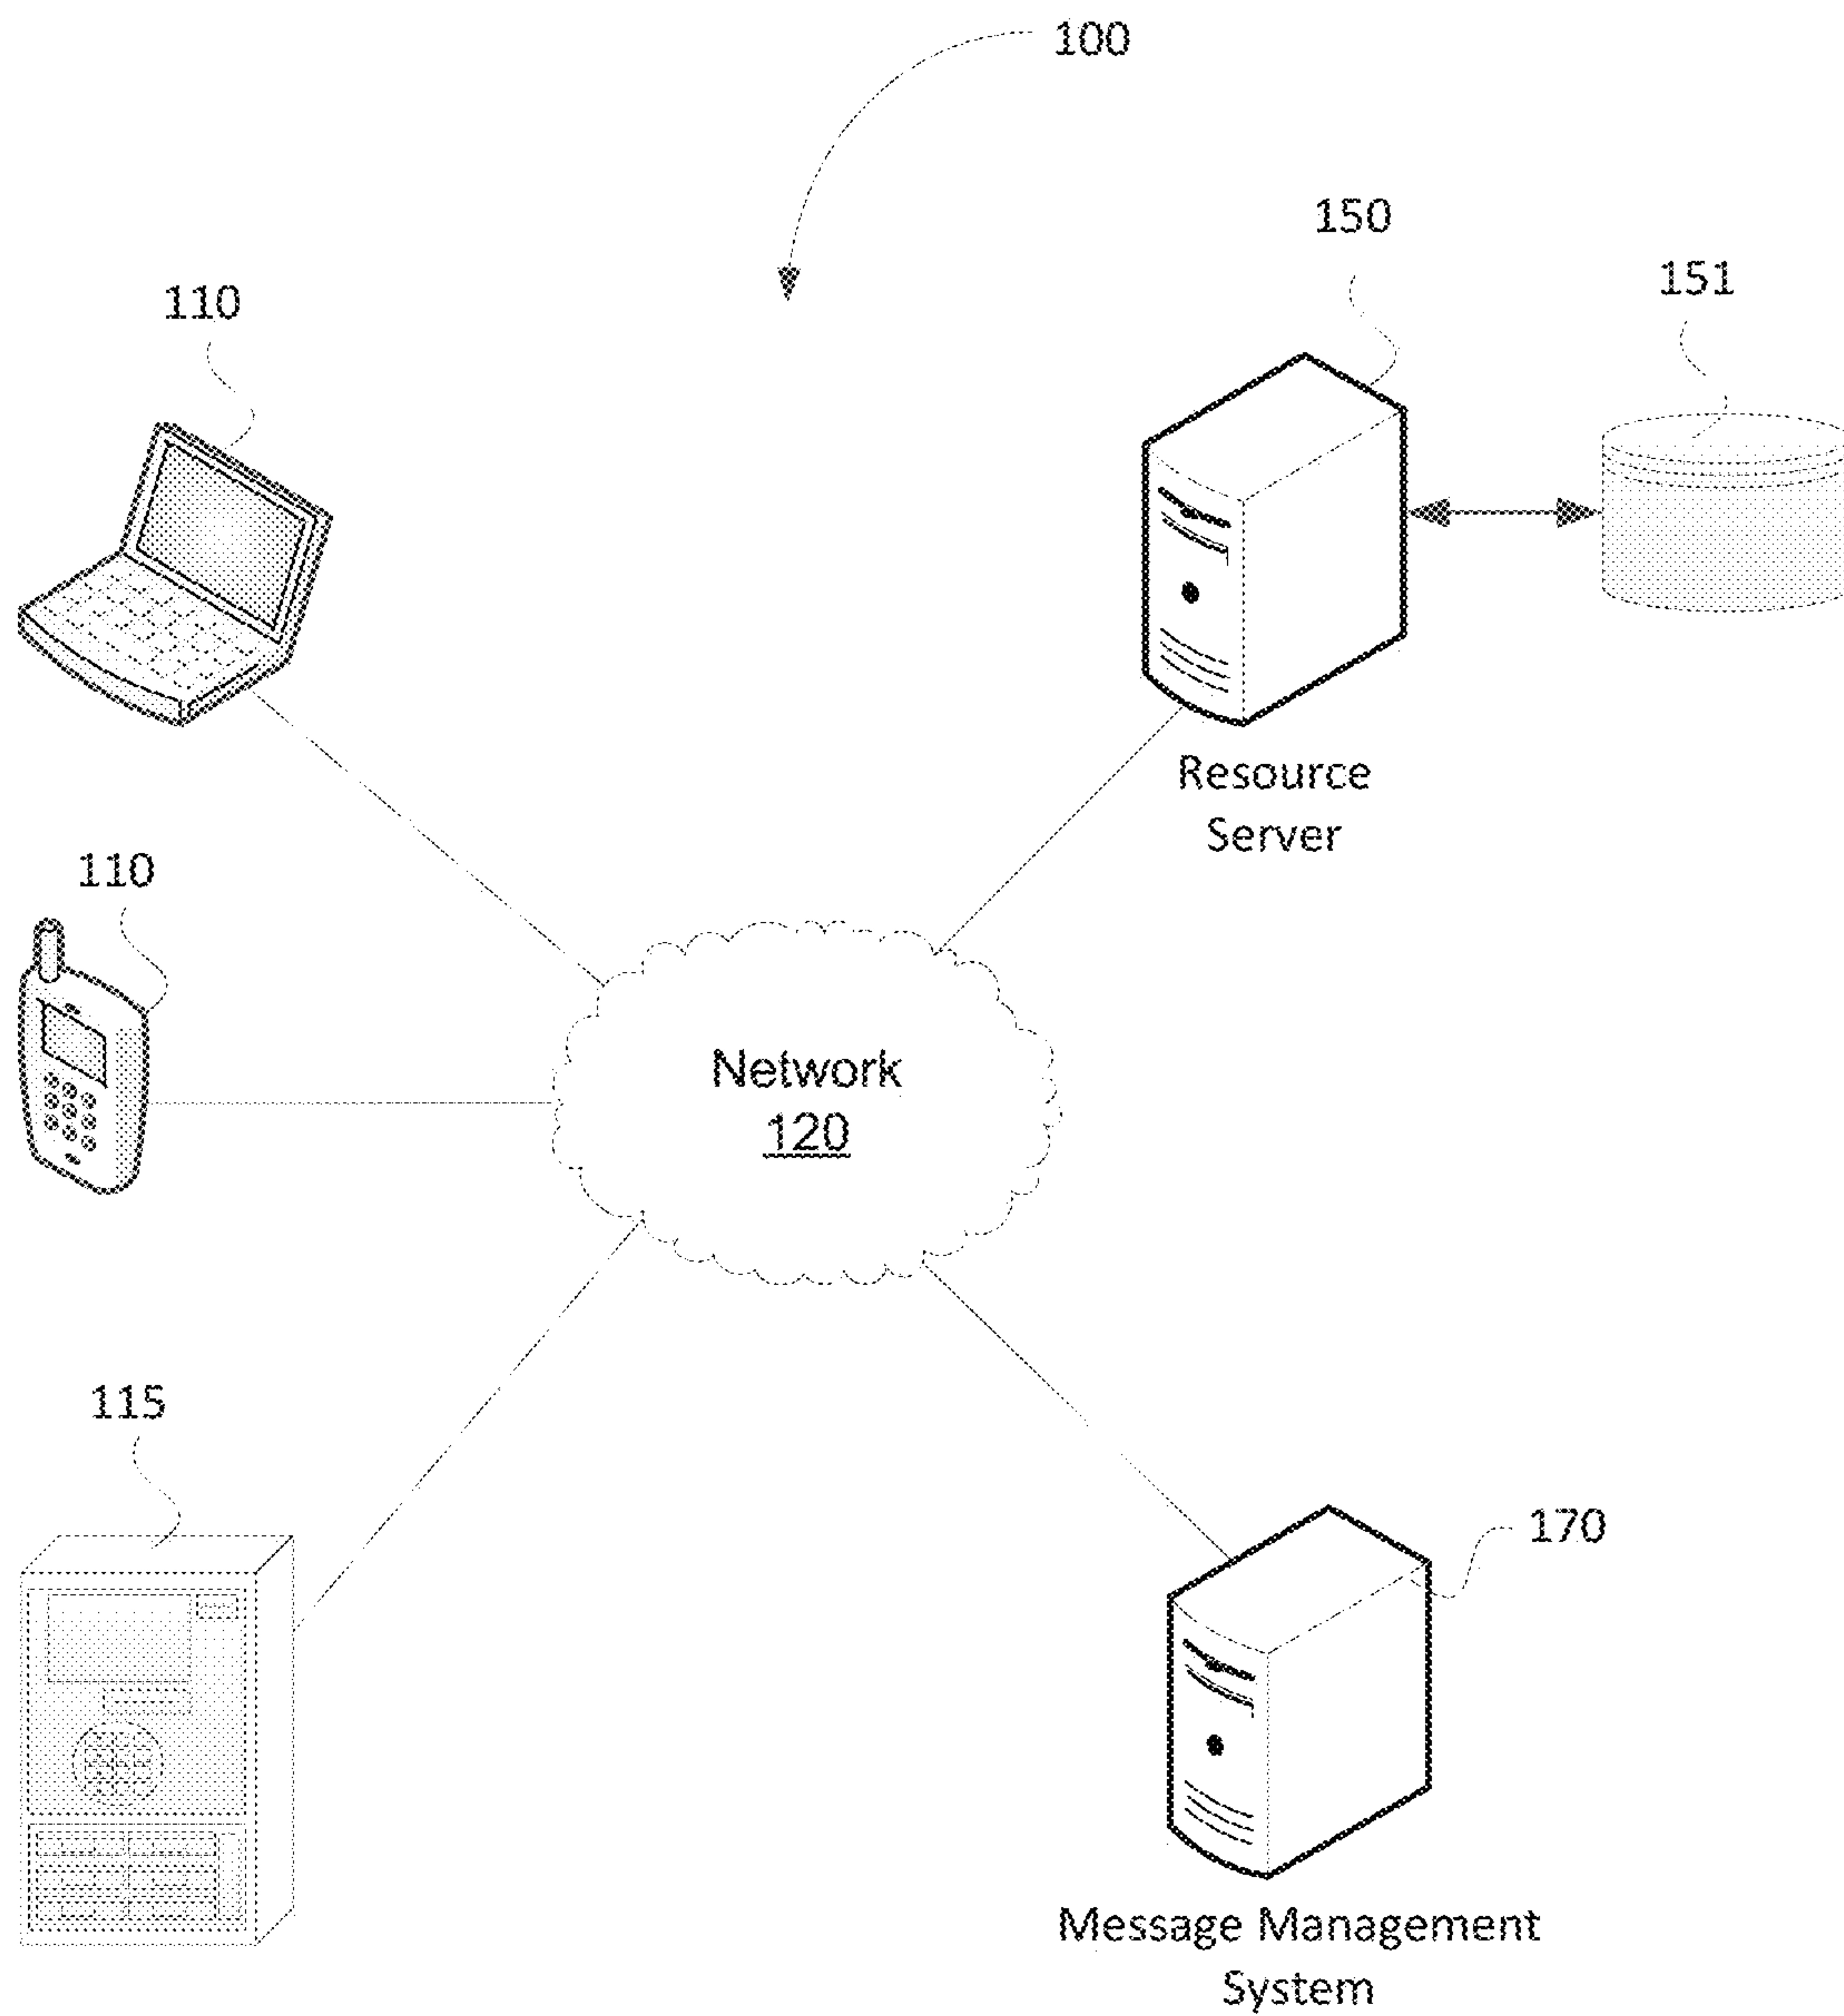 100
150
151
110
Resource
Server
110
Network
120
115
170
Message Management
System